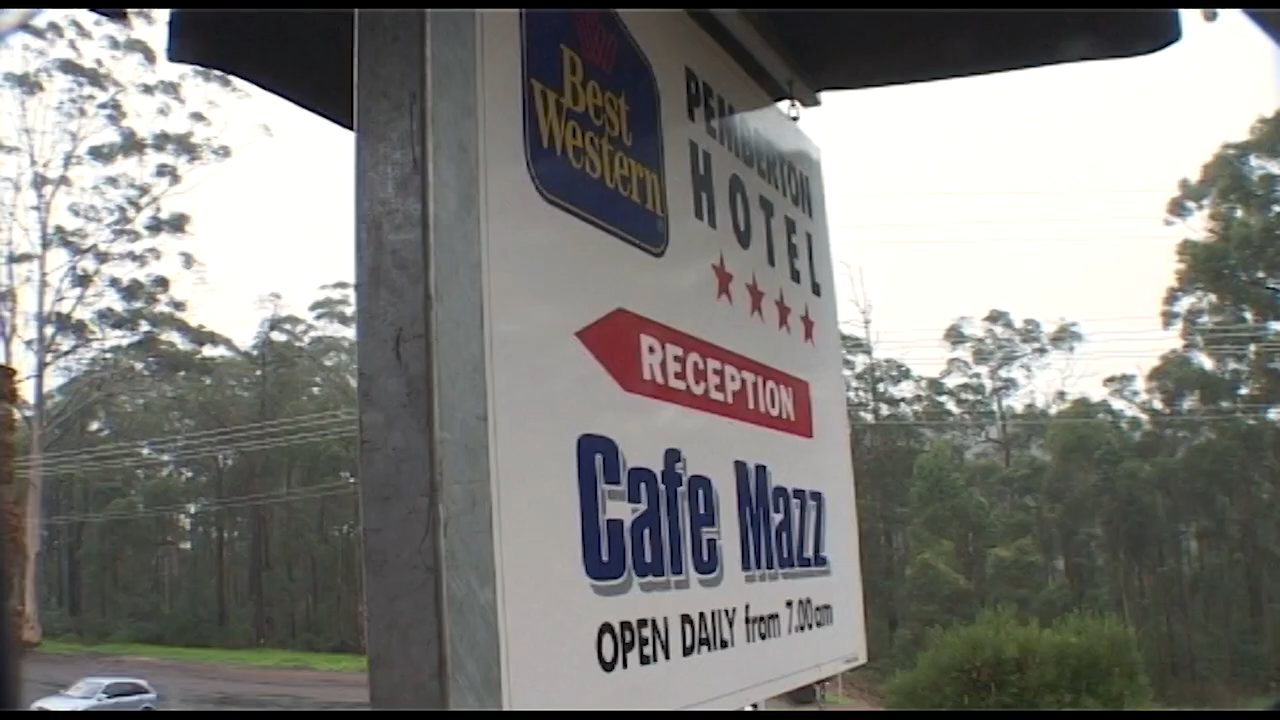 Best
Western
PEMBERTON
HOTEL
RECEPTION
Cafe Mazz
OPEN DAILY from 7.00am